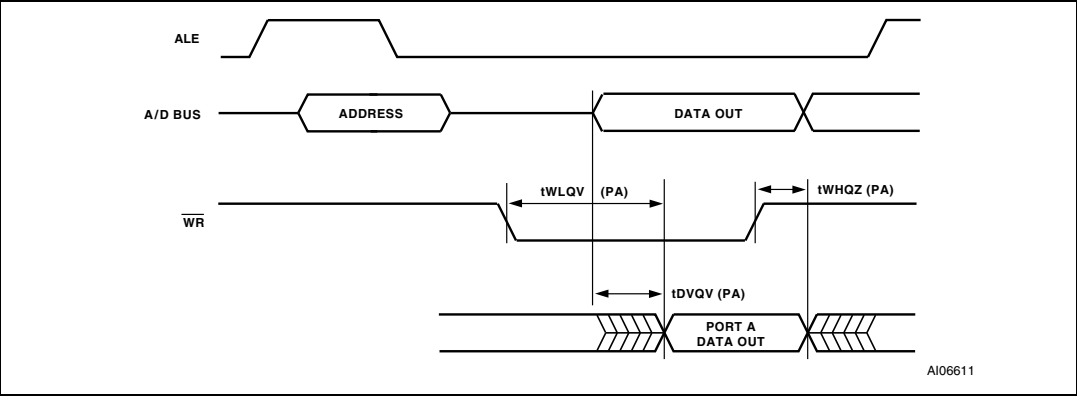 ALE
A/D BUS
ADDRESS
DATA OUT
tWLQV (PA)
tWHQZ (PA)
WR
tDVQV (PA)
PORT A
DATA OUT
AI06611